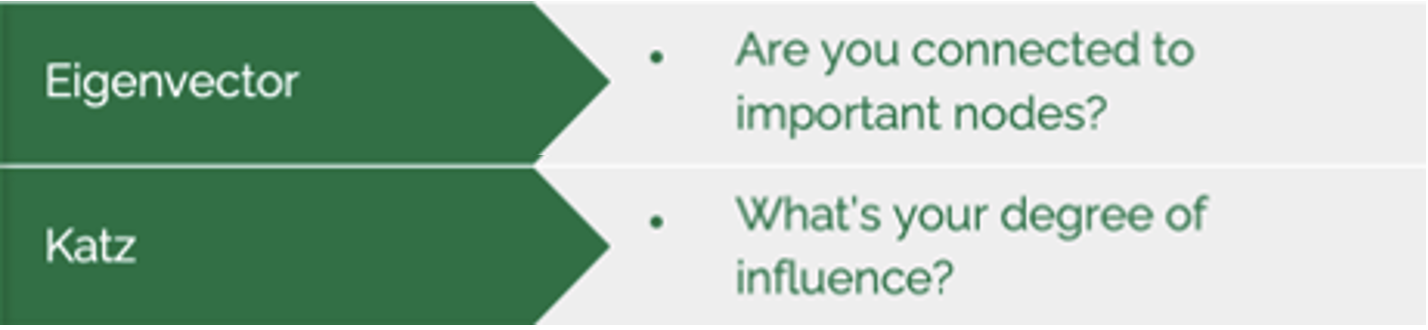 Eigenvector
• Are you connected to
important nodes?
Katz
• What's your degree of
influence?